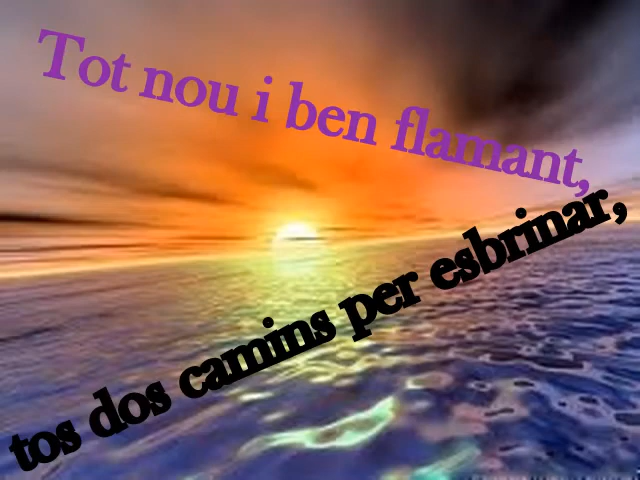 Tot nou i ben flamant,
tos dos camins per esbrinar,